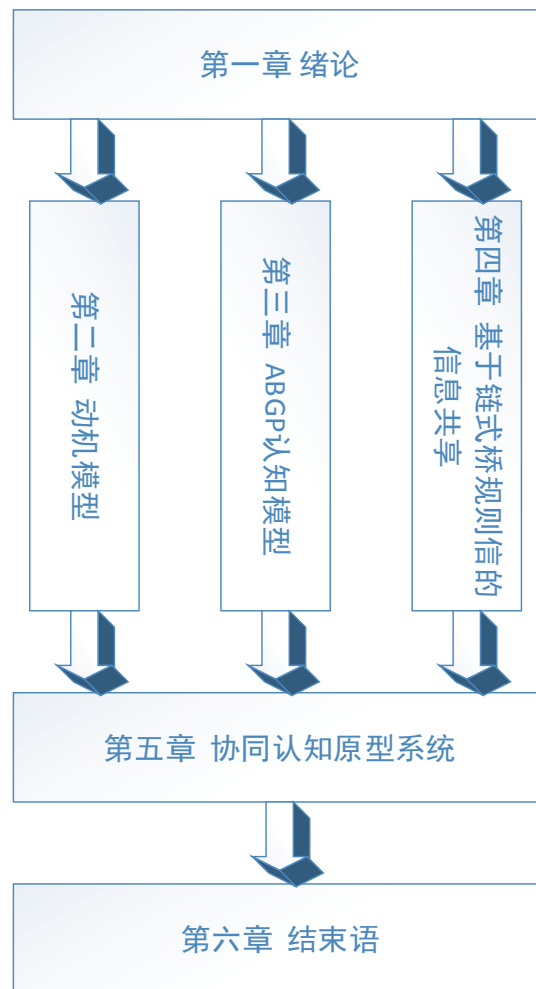 第一章 绪论
第二章 动机模型
第三章 ABGP认知模型
第四章 基于链式桥规则信的
信息共享
第五章 协同认知原型系统
第六章 结束语